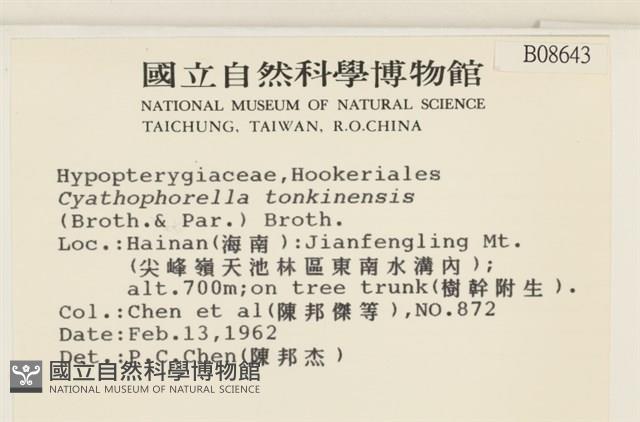 B08643
國立自然科學博物館
NATIONAL MUSEUM OF NATURAL SCIENCE
TAICHUNG, TAIWAN, R.O.CHINA
Hypopterygiaceae,Hookeriales
Cyathophorella tonkinensis
(Broth.& Par.) Broth.
Loc.:Hainan(海南):Jianfengling Mt.
(尖峰嶺天池林區東南水溝內);
alt.700m;on tree trunk(樹幹附生).
Col.:Chen et al(陳邦傑等),NO.872
Date:Feb.13,1962
Det.:P.C.Chen(陳邦杰)
國立自然科學博物館
NATIONAL MUSEUM OF NATURAL SCIENCE